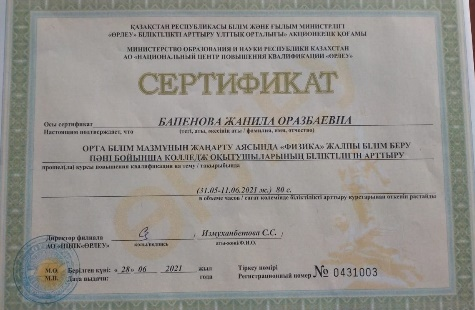 ҚАЗАҚСТАН РЕСПУБЛИКАСЫ БІЛІМ ЖӘНЕ ҒЫЛЫМ МИНИСТРЛІГІ
«ӨРЛЕУ» БІЛІКТІЛІКТІ АРТТЫРУ ҰЛТТЫҚ ОРТАЛЫҒЫ» АКЦИОНЕРЛІК ҚОҒАМЫ
МИНИСТЕРСТВО ОБРАЗОВАНИЯ И НАУКИ РЕСПУБЛИКИ КАЗАХСТАН
АО «НАЦИОНАЛЬНЫЙ ЦЕНТР ПОВЫШЕНИЯ КВАЛИФИКАЦИИ «ӨРЛЕУ»
СЕРТИФИКАТ
Осы сертификат БАПЕНОВА ЖАНИЛА ОРАЗБАЕВНА
Настоящию подтверждает, что (тегі, аты, әкесінің аты / фамилия, имя, отчество)
ОРТА БІЛІМ МАЗМҰНЫН ЖАҢАРТУ АЯСЫНДА «ФИЗИКА» ЖАЛПЫ БІЛІМ БЕРУ
ПӘНІ БОЙЫНША КОЛЛЕДЖ ОҚЫТУШЫЛАРЫНЫҢ БІЛІКТІЛІГІН АРТТЫРУ
прошел(ла) курсы повышения квалификации на тему / тақырыбында
(31.05-11.06.2021 ж.) 80 с.
в объеме часов / сағат көлемінде біліктілікті арттыру курстарынан өткенін растайды
Директор филиала Измуханбетова С.С.
АО «НЦПК «ӨРЛЕУ» қолы/подпись аты-жөні/Ф.И.О.
М.О. Берілген күні: «28» 06 2021 жыл Тіркеу нөмірі
М.П. Дата выдачи: года Регистрационный номер № 0431003